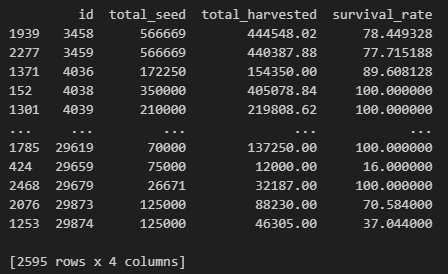 id total_seed total_harvested survival_rate
1939 3458 566669 444548.02 78.449328
2277 3459 566669 440387.88 77.715188
1371 4036 172250 154350.00 89.608128
152 4038 350000 405078.84 100.000000
1301 4039 210000 219808.62 100.000000
... ... ... ... ...
1785 29619 70000 137250.00 100.000000
424 29659 75000 12000.00 16.000000
2468 29679 26671 32187.00 100.000000
2076 29873 125000 88230.00 70.584000
1253 29874 125000 46305.00 37.044000
[2595 rows x 4 columns]